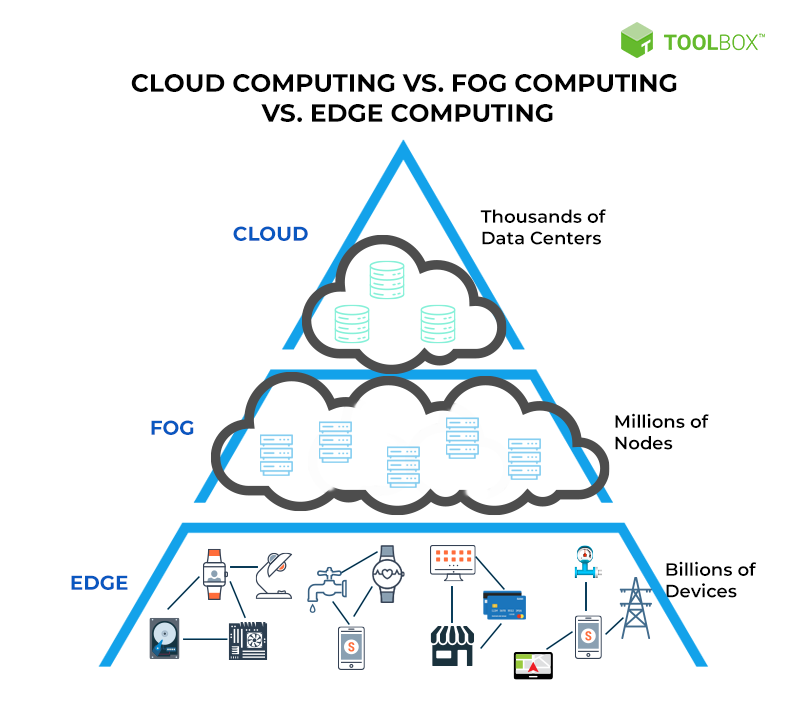 TOOLBOX™
CLOUD COMPUTING VS. FOG COMPUTING
VS. EDGE COMPUTING
CLOUD
Thousands of
Data Centers
FOG
Millions of
Nodes
EDGE
Billions of
Devices
S
S